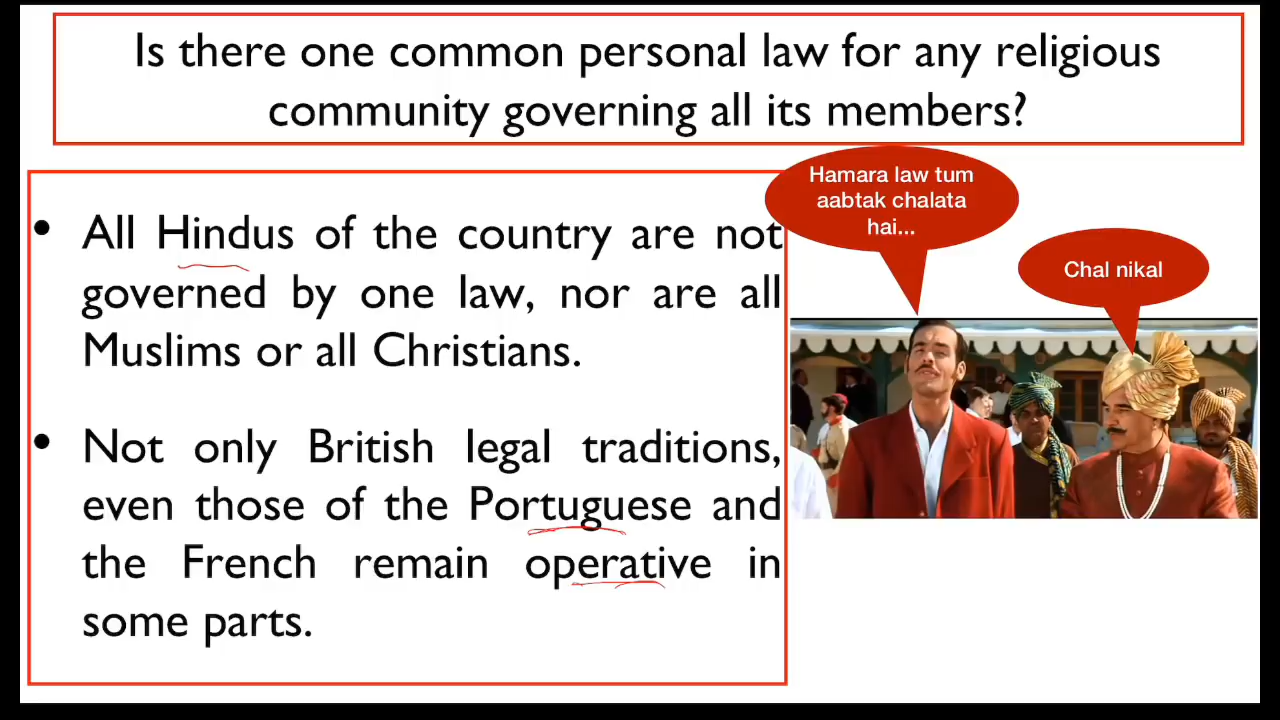 Is there one common personal law for any religious
community governing all its members?
• All Hindus of the country are not
governed by one law, nor are all
Muslims or all Christians.
• Not only British legal traditions,
even those of the Portuguese and
the French remain operative in
some parts.
Hamara law tum
aabtak chalata
hai...
Chal nikal